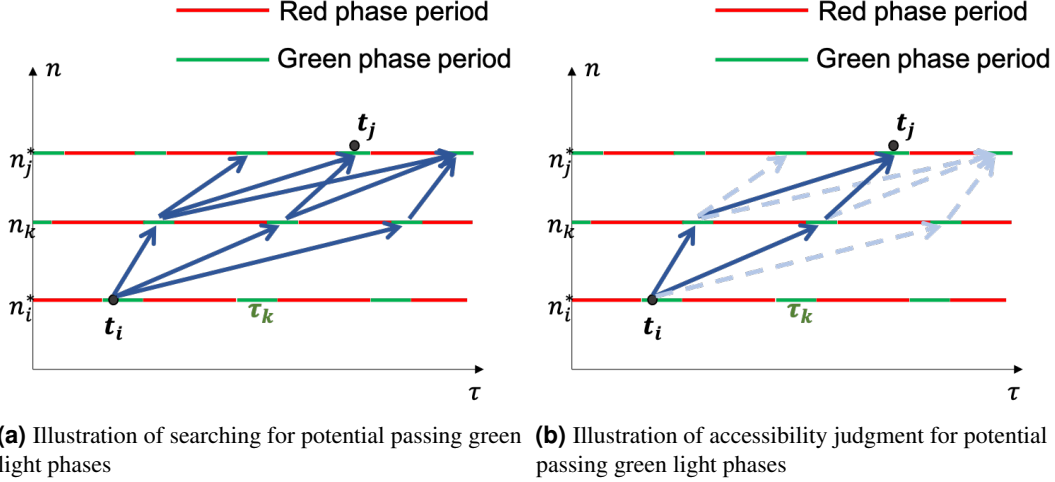 Red phase period
Green phase period
n
t_j
n_j^*
n_k
n_i^*
t_i
τ_k
τ
(a) Illustration of searching for potential passing green
light phases
Red phase period
Green phase period
n
t_j
n_j^*
n_k
n_i^*
t_i
τ_k
τ
(b) Illustration of accessibility judgment for potential
passing green light phases